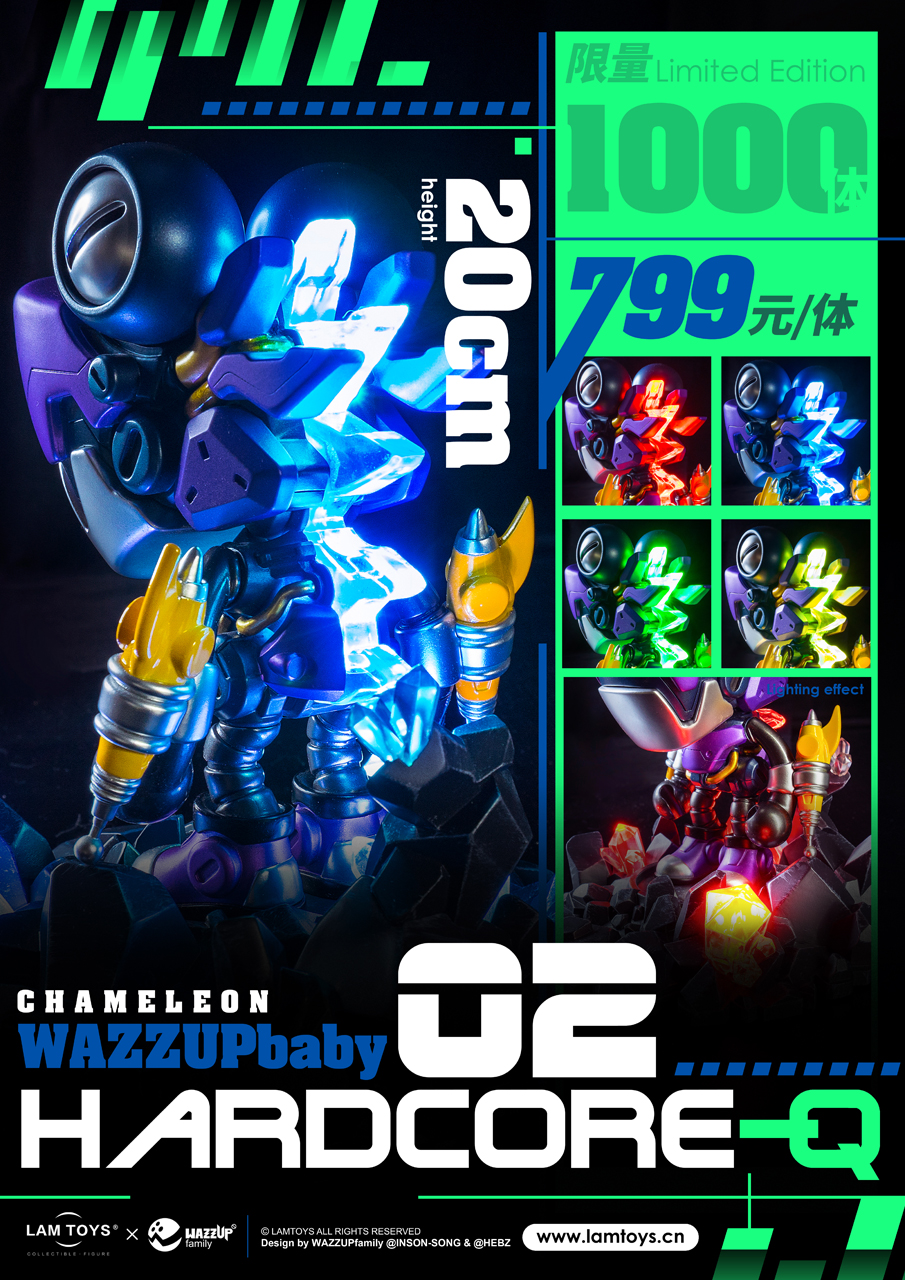 限量 Limited Edition
1000体
799元/体
20cm
height
Lighting effect
CHAMELEON
WAZZUPbaby
02
HARDCORE-Q
LAM TOYS®
COLLECTIBLE·FIGURE
×
WAZZUP
family
© LAMTOYS ALL RIGHTS RESERVED
Design by WAZZUPfamily @INSON-SONG & @HEBZ
www.lamtoys.cn